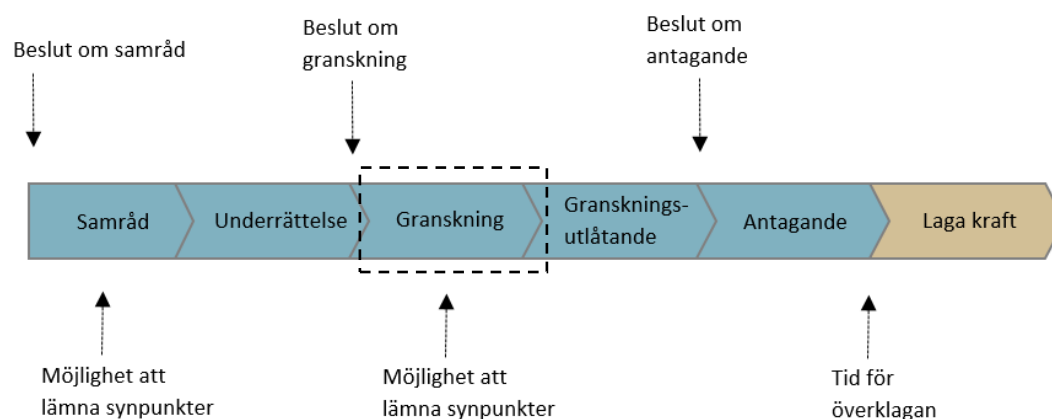 Beslut om samråd
Beslut om
granskning
Beslut om
antagande
Samråd
Underrättelse
Granskning
Gransknings-
utlåtande
Antagande
Laga kraft
Möjlighet att
lämna synpunkter
Möjlighet att
lämna synpunkter
Tid för
överklagan